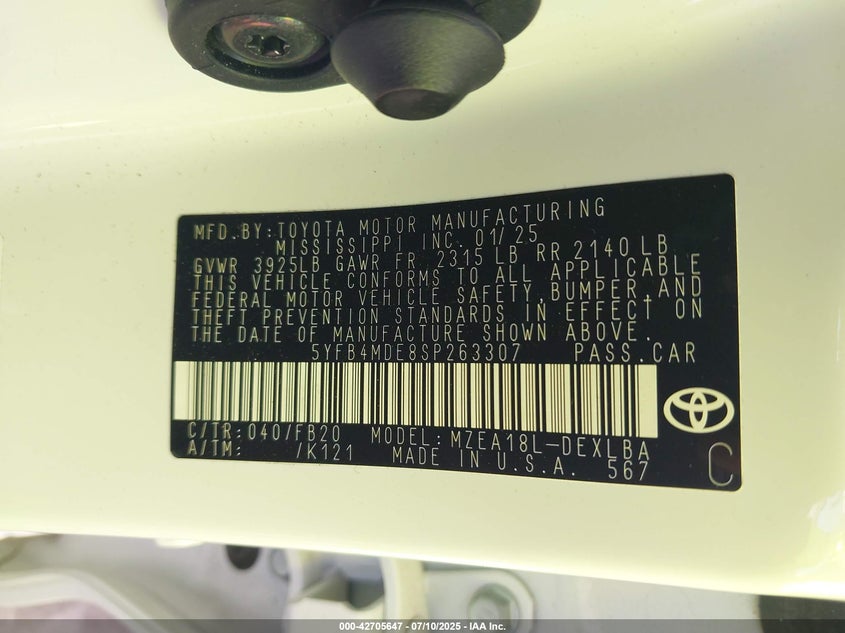 MFD.BY:TOYOTA MOTOR MANUFACTURING
MISSISSIPPI INC. 01/25
GVWR 3925LB GAWR FR 2315 LB RR 2140 LB
THIS VEHICLE CONFORMS TO ALL APPLICABLE
FEDERAL MOTOR VEHICLE SAFETY,BUMPER,AND
THEFT PREVENTION STANDARDS IN EFFECT ON
THE DATE OF MANUFACTURE SHOWN ABOVE.
5YFB4MDE8SP263307 PASS.CAR
C/TR:040/FB20 MODEL:MZEA18L-DEXLBA
A/TM: /K121 MADE IN U.S.A. 567
C
000-42705647 - 07/10/2025 - IAA Inc.